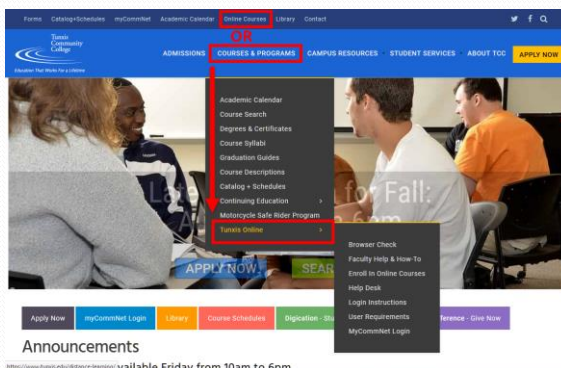 Forms Catalog+Schedules myCommNet Academic Calendar Online Courses Library Contact
OR
Tunxis
Community
College
Education That Works For a Lifetime
ADMISSIONS COURSES & PROGRAMS CAMPUS RESOURCES STUDENT SERVICES ABOUT TCC APPLY NOW
Academic Calendar
Course Search
Degrees & Certificates
Course Syllabi
Graduation Guides
Course Descriptions
Catalog + Schedules
Continuing Education
Motorcycle Safe Rider Program
Tunxis Online
Browser Check
Faculty Help & How-To
Enroll In Online Courses
Help Desk
Login Instructions
User Requirements
MyCommNet Login
for Fall:
6pm
APPLY NOW
SEAR
Apply Now myCommNet Login Library Course Schedules Digication - Stu ference - Give Now
Announcements
https://www.tunxis.edu/distance-learning/ vailable Friday from 10am to 6pm